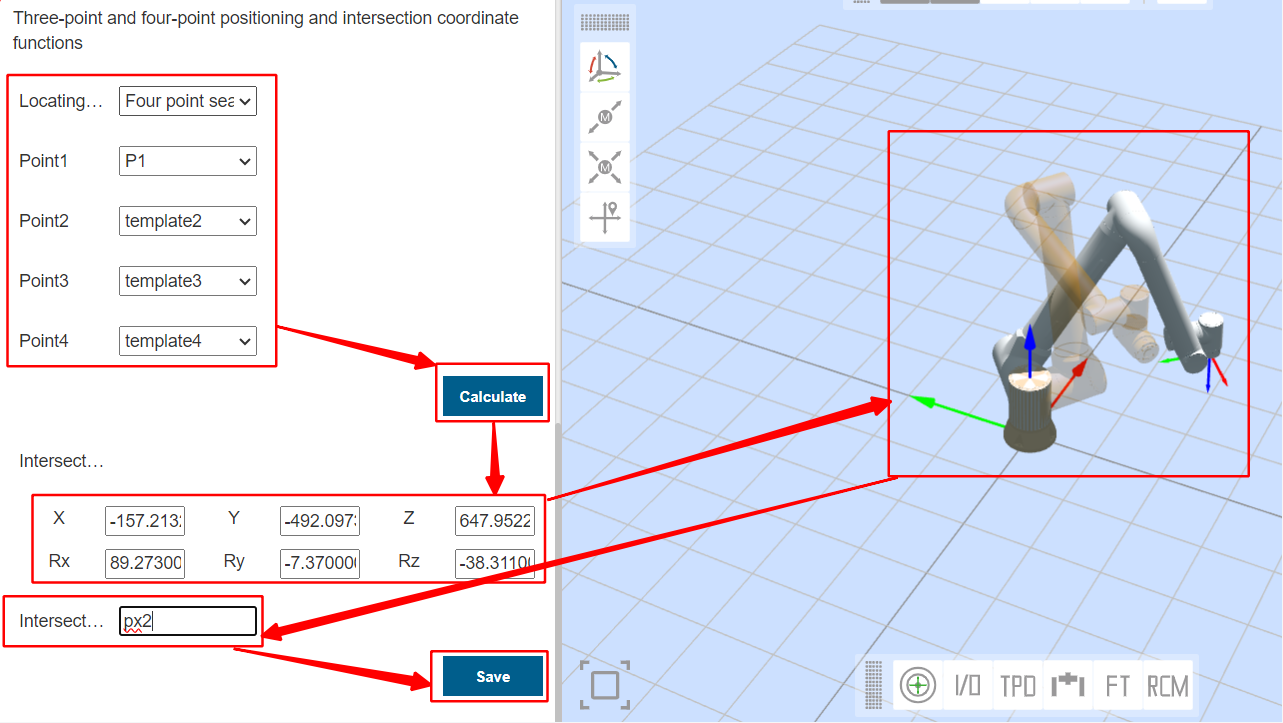 Three-point and four-point positioning and intersection coordinate
functions
Locating… Four point sea
Point1 P1
Point2 template2
Point3 template3
Point4 template4
Calculate
Intersect…
X -157.213 Y -492.097 Z 647.9522
Rx 89.27300 Ry -7.37000 Rz -38.3110
Intersect… px2
Save
M
M
I/O TPD FT RCM